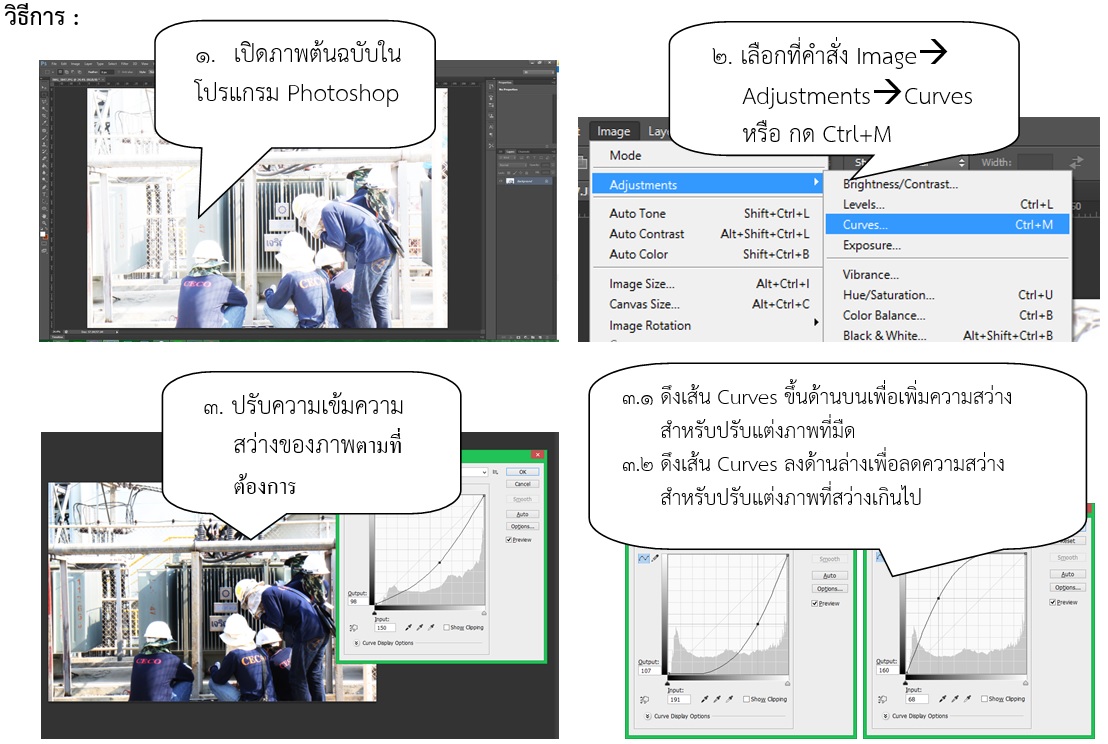 วิธีการ :
๑. เปิดภาพต้นฉบับใน
โปรแกรม Photoshop
๒. เลือกที่คำสั่ง Image→
Adjustments→Curves
หรือ กด Ctrl+M
Image
Width:
Mode
Adjustments
Auto Tone Shift+Ctrl+L
Auto Contrast Alt+Shift+Ctrl+L
Auto Color Shift+Ctrl+B
Image Size... Alt+Ctrl+I
Canvas Size... Alt+Ctrl+C
Image Rotation
Brightness/Contrast...
Levels... Ctrl+L
Curves... Ctrl+M
Exposure...
Vibrance...
Hue/Saturation... Ctrl+U
Color Balance... Ctrl+B
Black & White... Alt+Shift+Ctrl+B
CECO
๓. ปรับความเข้มความ
สว่างของภาพตามที่
ต้องการ
OK
Cancel
Smooth
Auto
Options...
Preview
Output:
98
Input:
150
Show Clipping
Curve Display Options
CECO
CECO
๓.๑ ดึงเส้น Curves ขึ้นด้านบนเพื่อเพิ่มความสว่าง
สำหรับปรับแต่งภาพที่มืด
๓.๒ ดึงเส้น Curves ลงด้านล่างเพื่อลดความสว่าง
สำหรับปรับแต่งภาพที่สว่างเกินไป
Smooth
Auto
Options...
Preview
Output:
107
Input:
191
Show Clipping
Curve Display Options
Smooth
Auto
Options...
Preview
Output:
160
Input:
68
Show Clipping
Curve Display Options